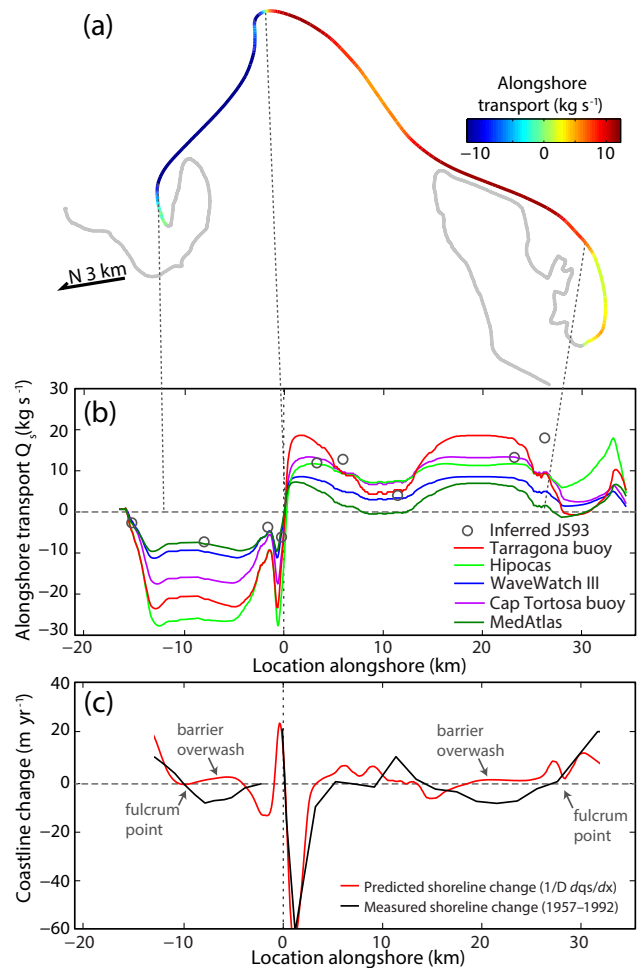 (a)
Alongshore
transport (kg s⁻¹)
−10 0 10
N 3 km
(b)
Alongshore transport Qₛ(kg s⁻¹)
30
20
10
0
−10
−20
−30
Inferred JS93
Tarragona buoy
Hipocas
WaveWatch III
Cap Tortosa buoy
MedAtlas
−20 −10 0 10 20 30
Location alongshore (km)
(c)
Coastline change (m yr⁻¹)
40
20
0
−20
−40
−60
barrier
overwash
fulcrum
point
barrier
overwash
fulcrum
point
Predicted shoreline change (1/D dqs/dx)
Measured shoreline change (1957–1992)
−20 −10 0 10 20 30
Location alongshore (km)